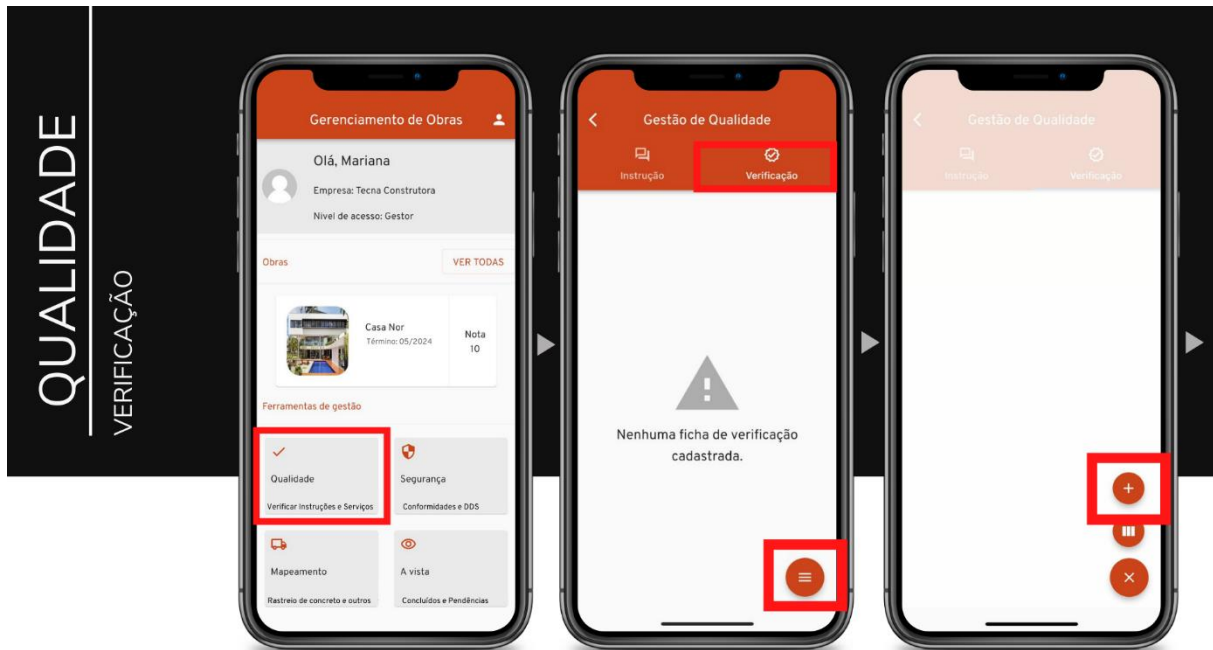 QUALIDADE
VERIFICAÇÃO
Gerenciamento de Obras
Olá, Mariana
Empresa: Tecna Construtora
Nivel de acesso: Gestor
Obras
VER TODAS
Casa Nor
Término: 05/2024
Nota
10
Ferramentas de gestão
Qualidade
Verificar Instruções e Serviços
Segurança
Conformidades e DDS
Mapeamento
Rastreio de concreto e outros
A vista
Concluídos e Pendências
Gestão de Qualidade
Instrução
Verificação
Nenhuma ficha de verificação
cadastrada.
Gestão de Qualidade
Instrução
Verificação